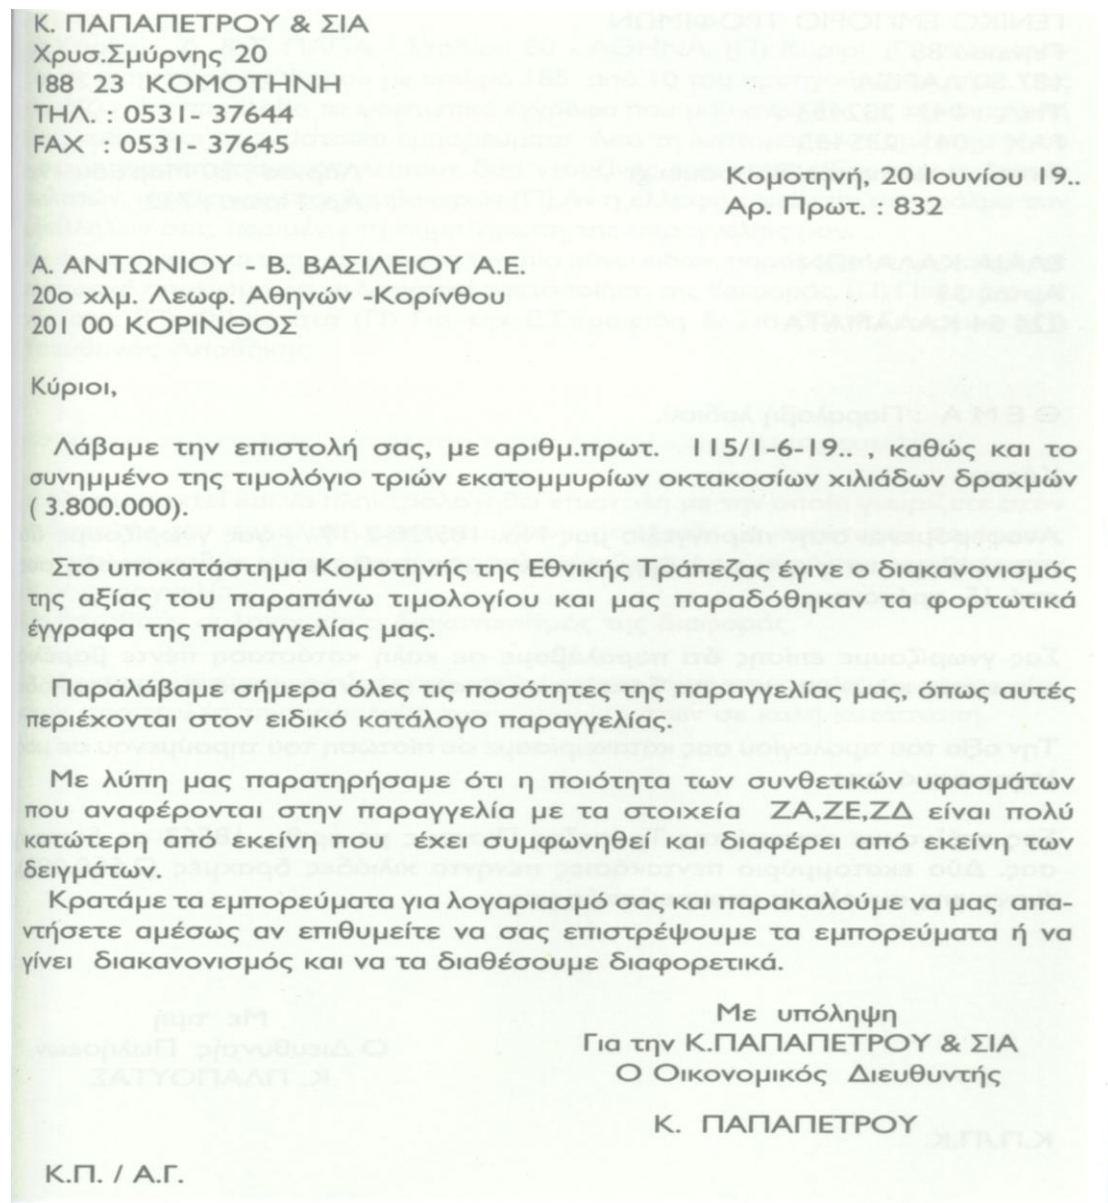 Κ. ΠΑΠΑΠΕΤΡΟΥ & ΣΙΑ
Χρυσ.Σμύρνης 20
188 23 ΚΟΜΟΤΗΝΗ
ΤΗΛ. : 0531- 37644
FAX : 0531- 37645
Κομοτηνή, 20 Ιουνίου 19..
Αρ. Πρωτ. : 832
Α. ΑΝΤΩΝΙΟΥ - Β. ΒΑΣΙΛΕΙΟΥ Α.Ε.
20ο χλμ. Λεωφ. Αθηνών -Κορίνθου
201 00 ΚΟΡΙΝΘΟΣ
Κύριοι,
Λάβαμε την επιστολή σας, με αριθμ.πρωτ. 115/1-6-19.. , καθώς και το
συνημμένο της τιμολόγιο τριών εκατομμυρίων οκτακοσίων χιλιάδων δραχμών
( 3.800.000).
Στο υποκατάστημα Κομοτηνής της Εθνικής Τράπεζας έγινε ο διακανονισμός
της αξίας του παραπάνω τιμολογίου και μας παραδόθηκαν τα φορτωτικά
έγγραφα της παραγγελίας μας.
Παραλάβαμε σήμερα όλες τις ποσότητες της παραγγελίας μας, όπως αυτές
περιέχονται στον ειδικό κατάλογο παραγγελίας.
Με λύπη μας παρατηρήσαμε ότι η ποιότητα των συνθετικών υφασμάτων
που αναφέρονται στην παραγγελία με τα στοιχεία ΖΑ,ΖΕ,ΖΔ είναι πολύ
κατώτερη από εκείνη που έχει συμφωνηθεί και διαφέρει από εκείνη των
δειγμάτων.
Κρατάμε τα εμπορεύματα για λογαριασμό σας και παρακαλούμε να μας απα-
ντήσετε αμέσως αν επιθυμείτε να σας επιστρέψουμε τα εμπορεύματα ή να
γίνει διακανονισμός και να τα διαθέσουμε διαφορετικά.
Με υπόληψη
Για την Κ.ΠΑΠΑΠΕΤΡΟΥ & ΣΙΑ
Ο Οικονομικός Διευθυντής
Κ. ΠΑΠΑΠΕΤΡΟΥ
Κ.Π. / Α.Γ.